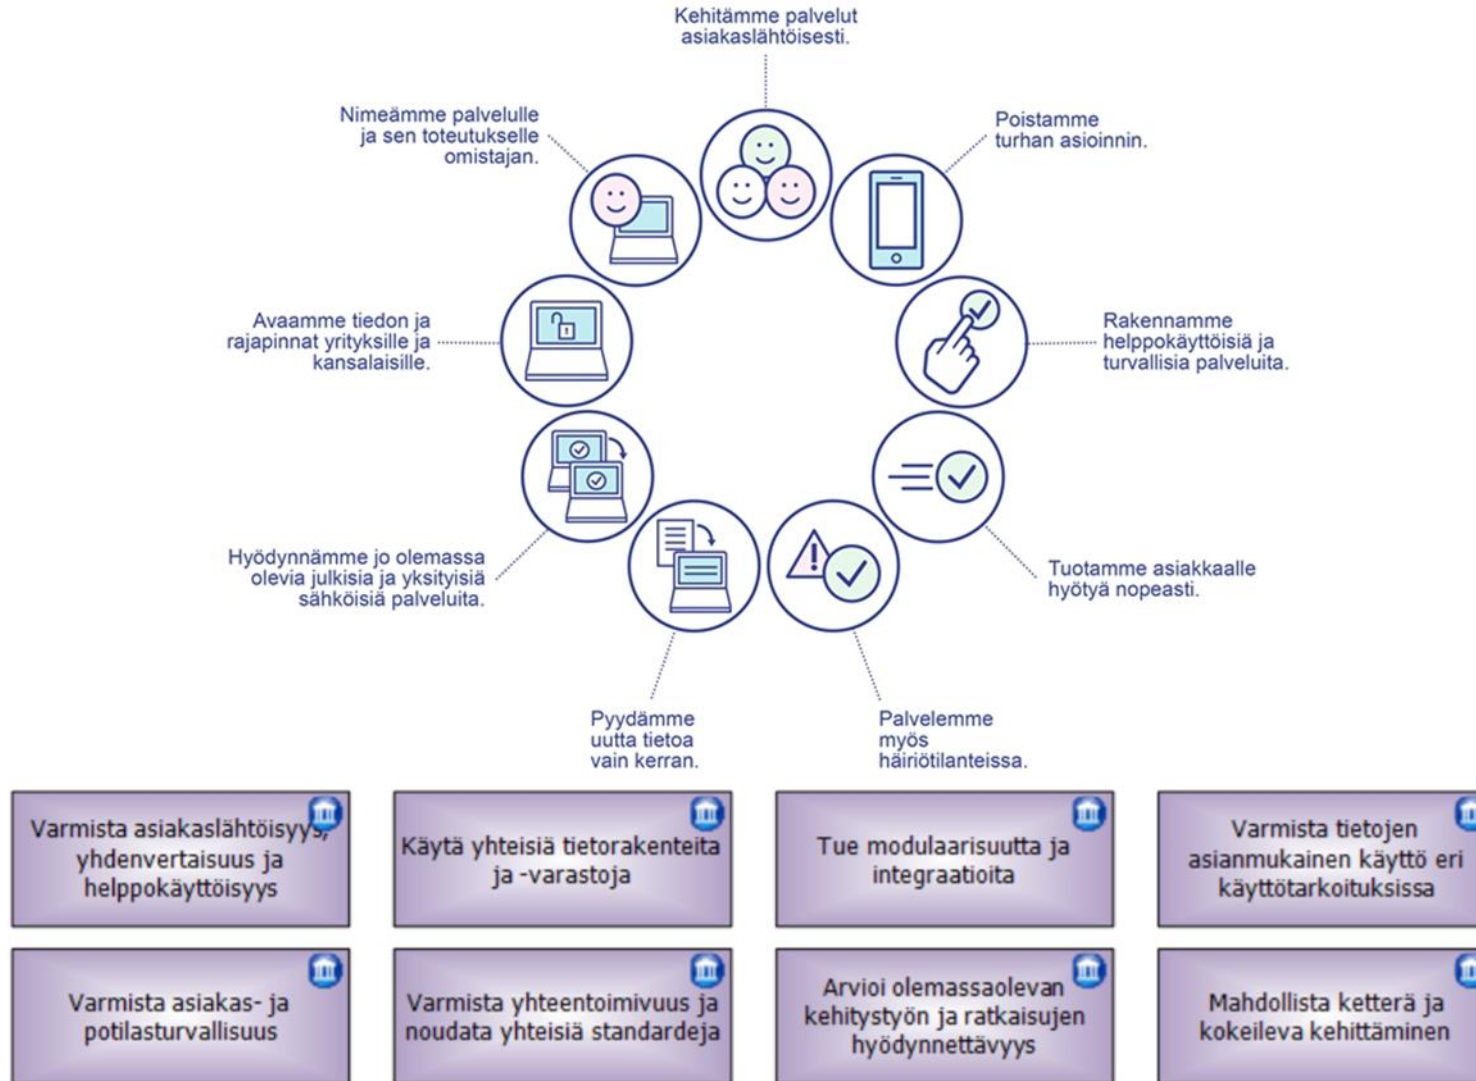 Kehitämme palvelut
asiakaslähtöisesti.
Poistamme
turhan asioinnin.
Rakennamme
helppokäyttöisiä ja
turvallisia palveluita.
Tuotamme asiakkaalle
hyötyä nopeasti.
Palvelemme
myös
häiriötilanteissa.
Pyydämme
uutta tietoa
vain kerran.
Hyödynnämme jo olemassa
olevia julkisia ja yksityisiä
sähköisiä palveluita.
Avaamme tiedon ja
rajapinnat yrityksille ja
kansalaisille.
Nimeämme palvelulle
ja sen toteutukselle
omistajan.
Varmista asiakaslähtöisyys,
yhdenvertaisuus ja
helppokäyttöisyys
Käytä yhteisiä tietorakenteita
ja -varastoja
Tue modulaarisuutta ja
integraatioita
Varmista tietojen
asianmukainen käyttö eri
käyttötarkoituksissa
Varmista asiakas- ja
potilasturvallisuus
Varmista yhteentoimivuus ja
noudata yhteisiä standardeja
Arvioi olemassaolevan
kehitystyön ja ratkaisujen
hyödynnettävyys
Mahdollista ketterä ja
kokeileva kehittäminen